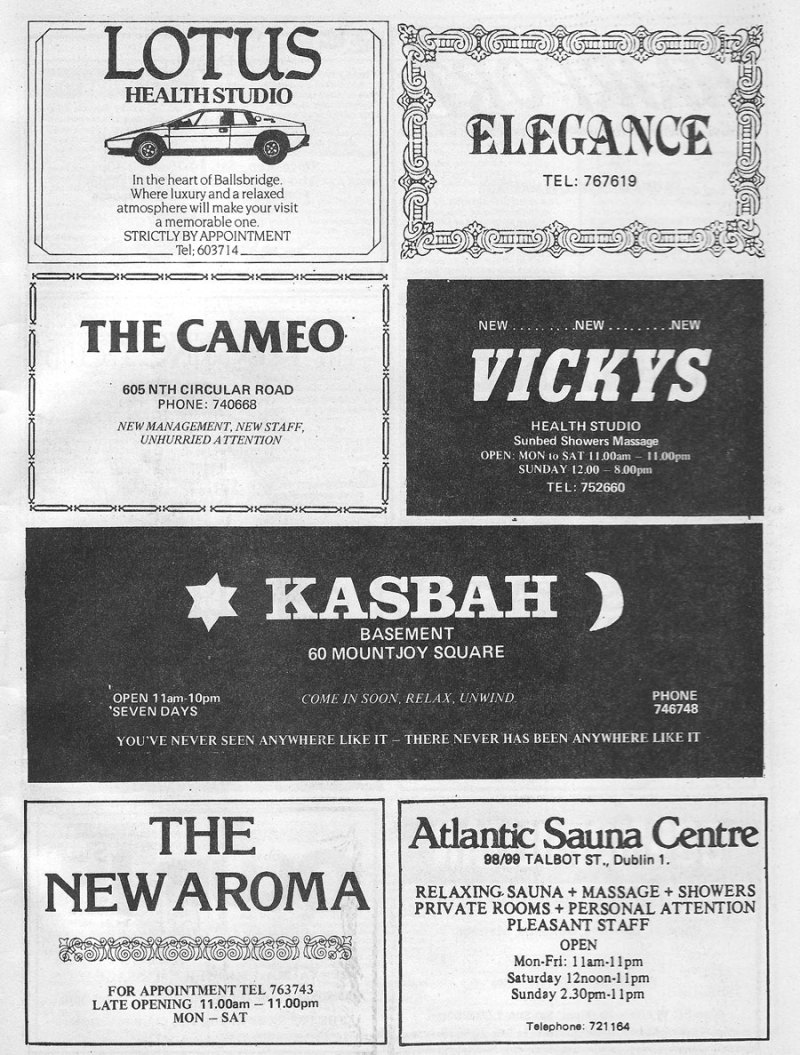 LOTUS
HEALTH STUDIO
In the heart of Ballsbridge.
Where luxury and a relaxed
atmosphere will make your visit
a memorable one.
STRICTLY BY APPOINTMENT
Tel; 603714
ELEGANCE
TEL: 767619
THE CAMEO
605 NTH CIRCULAR ROAD
PHONE: 740668
NEW MANAGEMENT, NEW STAFF,
UNHURRIED ATTENTION
NEW . . . . . . . . . NEW . . . . . . . . . NEW
VICKYS
HEALTH STUDIO
Sunbed Showers Massage
OPEN: MON to SAT 11.00am – 11.00pm
SUNDAY 12.00 – 8.00pm
TEL: 752660
KASBAH
BASEMENT
60 MOUNTJOY SQUARE
OPEN 11am-10pm
SEVEN DAYS
COME IN SOON, RELAX, UNWIND.
PHONE
746748
YOU'VE NEVER SEEN ANYWHERE LIKE IT – THERE NEVER HAS BEEN ANYWHERE LIKE IT
THE
NEW AROMA
FOR APPOINTMENT TEL 763743
LATE OPENING 11.00am – 11.00pm
MON – SAT
Atlantic Sauna Centre
98/99 TALBOT ST., Dublin 1.
RELAXING SAUNA + MASSAGE + SHOWERS
PRIVATE ROOMS + PERSONAL ATTENTION
PLEASANT STAFF
OPEN
Mon-Fri: 11am-11pm
Saturday 12noon-11pm
Sunday 2.30pm-11pm
Telephone: 721164